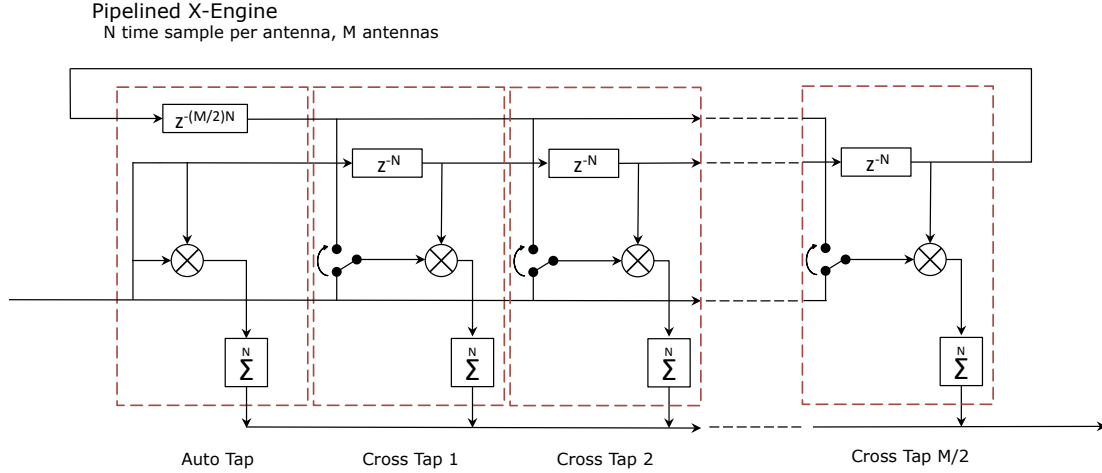 Pipelined X-Engine
N time sample per antenna, M antennas
z-(M/2)N
z-N
z-N
z-N
N
Σ
N
Σ
N
Σ
N
Σ
Auto Tap
Cross Tap 1
Cross Tap 2
Cross Tap M/2